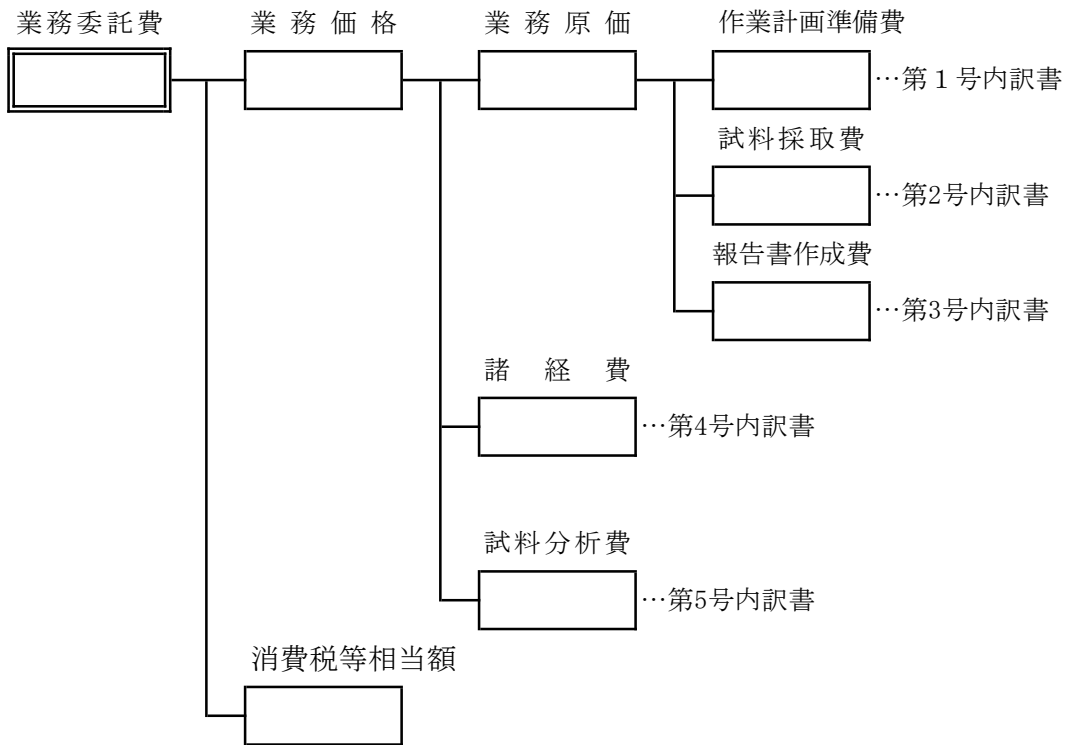 業務委託費 業務価格 業務原価 作業計画準備費
…第１号内訳書
試料採取費
…第2号内訳書
報告書作成費
…第3号内訳書
諸経費
…第4号内訳書
試料分析費
…第5号内訳書
消費税等相当額